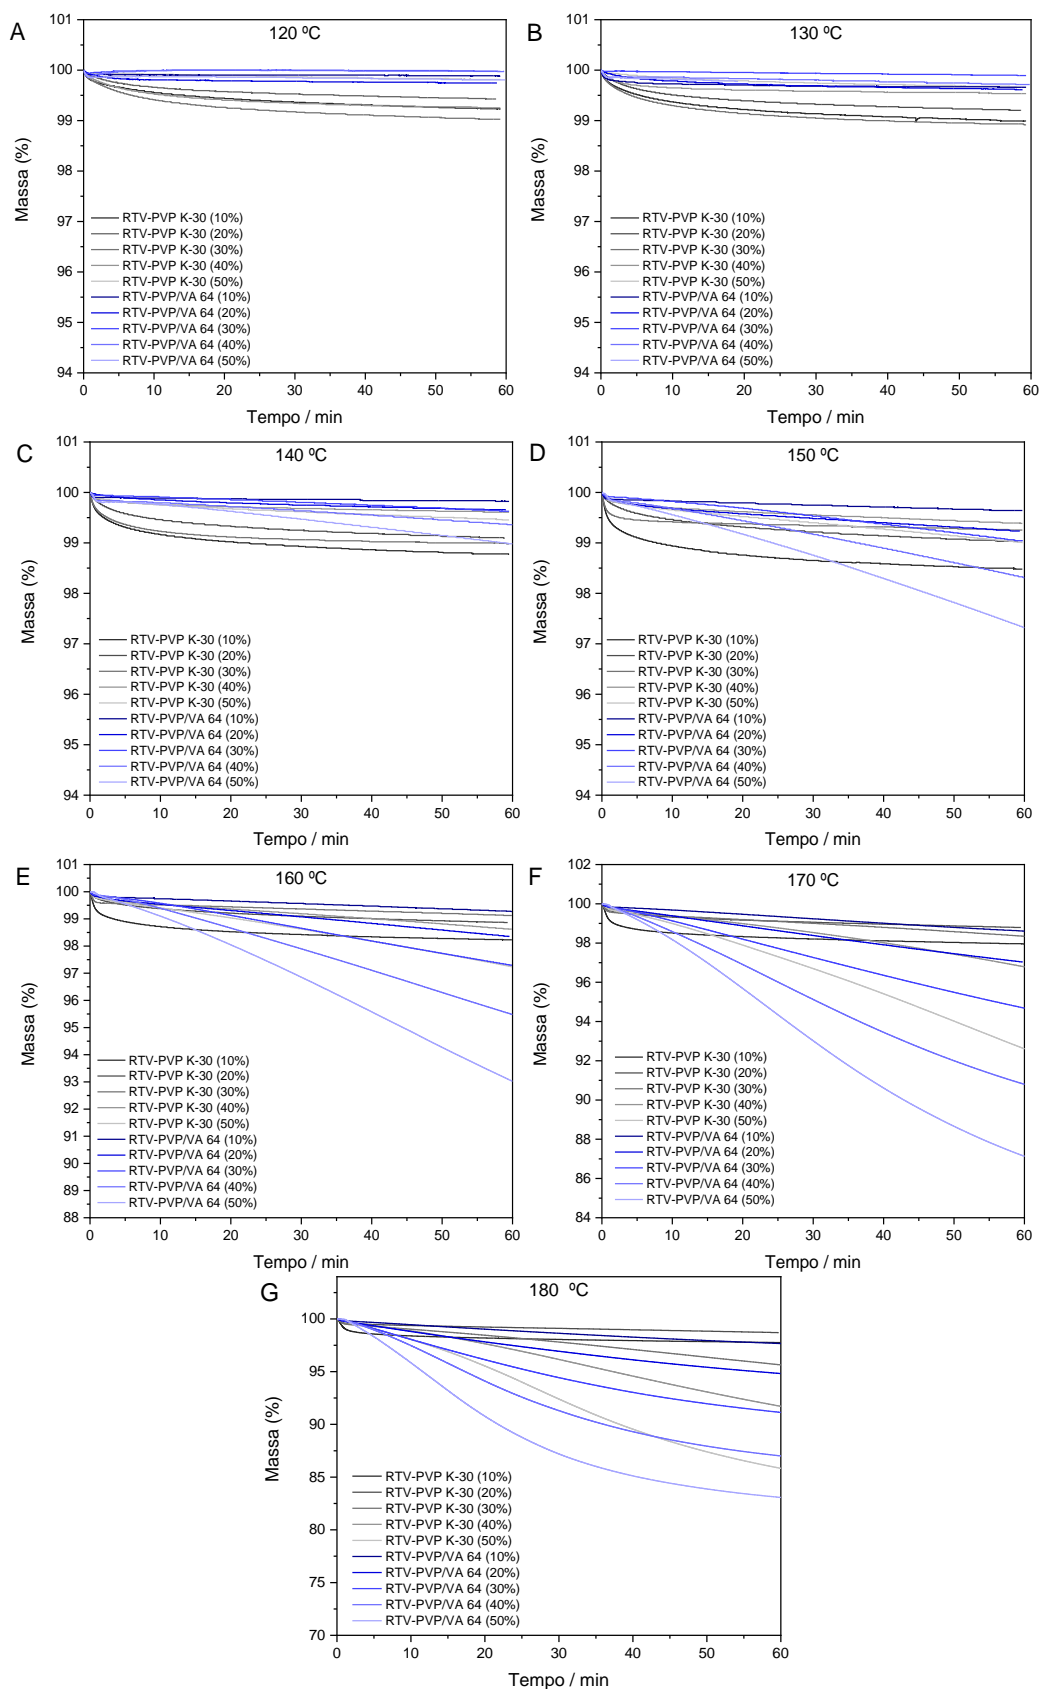 A
120 ºC
Massa (%)
101
100
99
98
97
96
95
94
RTV-PVP K-30 (10%)
RTV-PVP K-30 (20%)
RTV-PVP K-30 (30%)
RTV-PVP K-30 (40%)
RTV-PVP K-30 (50%)
RTV-PVP/VA 64 (10%)
RTV-PVP/VA 64 (20%)
RTV-PVP/VA 64 (30%)
RTV-PVP/VA 64 (40%)
RTV-PVP/VA 64 (50%)
0 10 20 30 40 50 60
Tempo / min
B
130 ºC
Massa (%)
101
100
99
98
97
96
95
94
RTV-PVP K-30 (10%)
RTV-PVP K-30 (20%)
RTV-PVP K-30 (30%)
RTV-PVP K-30 (40%)
RTV-PVP K-30 (50%)
RTV-PVP/VA 64 (10%)
RTV-PVP/VA 64 (20%)
RTV-PVP/VA 64 (30%)
RTV-PVP/VA 64 (40%)
RTV-PVP/VA 64 (50%)
0 10 20 30 40 50 60
Tempo / min
C
140 ºC
Massa (%)
101
100
99
98
97
96
95
94
RTV-PVP K-30 (10%)
RTV-PVP K-30 (20%)
RTV-PVP K-30 (30%)
RTV-PVP K-30 (40%)
RTV-PVP K-30 (50%)
RTV-PVP/VA 64 (10%)
RTV-PVP/VA 64 (20%)
RTV-PVP/VA 64 (30%)
RTV-PVP/VA 64 (40%)
RTV-PVP/VA 64 (50%)
0 10 20 30 40 50 60
Tempo / min
D
150 ºC
Massa (%)
101
100
99
98
97
96
95
94
RTV-PVP K-30 (10%)
RTV-PVP K-30 (20%)
RTV-PVP K-30 (30%)
RTV-PVP K-30 (40%)
RTV-PVP K-30 (50%)
RTV-PVP/VA 64 (10%)
RTV-PVP/VA 64 (20%)
RTV-PVP/VA 64 (30%)
RTV-PVP/VA 64 (40%)
RTV-PVP/VA 64 (50%)
0 10 20 30 40 50 60
Tempo / min
E
160 ºC
Massa (%)
101
100
99
98
97
96
95
94
93
92
91
90
89
88
RTV-PVP K-30 (10%)
RTV-PVP K-30 (20%)
RTV-PVP K-30 (30%)
RTV-PVP K-30 (40%)
RTV-PVP K-30 (50%)
RTV-PVP/VA 64 (10%)
RTV-PVP/VA 64 (20%)
RTV-PVP/VA 64 (30%)
RTV-PVP/VA 64 (40%)
RTV-PVP/VA 64 (50%)
0 10 20 30 40 50 60
Tempo / min
F
170 ºC
Massa (%)
102
100
98
96
94
92
90
88
86
84
RTV-PVP K-30 (10%)
RTV-PVP K-30 (20%)
RTV-PVP K-30 (30%)
RTV-PVP K-30 (40%)
RTV-PVP K-30 (50%)
RTV-PVP/VA 64 (10%)
RTV-PVP/VA 64 (20%)
RTV-PVP/VA 64 (30%)
RTV-PVP/VA 64 (40%)
RTV-PVP/VA 64 (50%)
0 10 20 30 40 50 60
Tempo / min
G
180 ºC
Massa (%)
100
95
90
85
80
75
70
RTV-PVP K-30 (10%)
RTV-PVP K-30 (20%)
RTV-PVP K-30 (30%)
RTV-PVP K-30 (40%)
RTV-PVP K-30 (50%)
RTV-PVP/VA 64 (10%)
RTV-PVP/VA 64 (20%)
RTV-PVP/VA 64 (30%)
RTV-PVP/VA 64 (40%)
RTV-PVP/VA 64 (50%)
0 10 20 30 40 50 60
Tempo / min